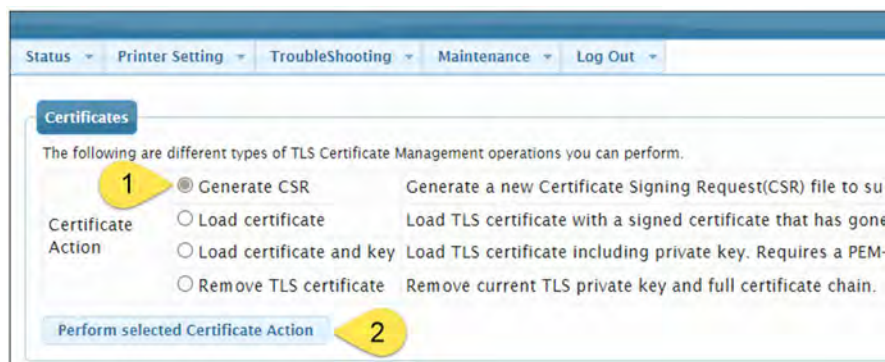 Status Printer Setting TroubleShooting Maintenance Log Out
Certificates
The following are different types of TLS Certificate Management operations you can perform.
1
Generate CSR Generate a new Certificate Signing Request(CSR) file to su
Certificate Action
Load certificate Load TLS certificate with a signed certificate that has gone
Load certificate and key Load TLS certificate including private key. Requires a PEM-
Remove TLS certificate Remove current TLS private key and full certificate chain.
Perform selected Certificate Action 2